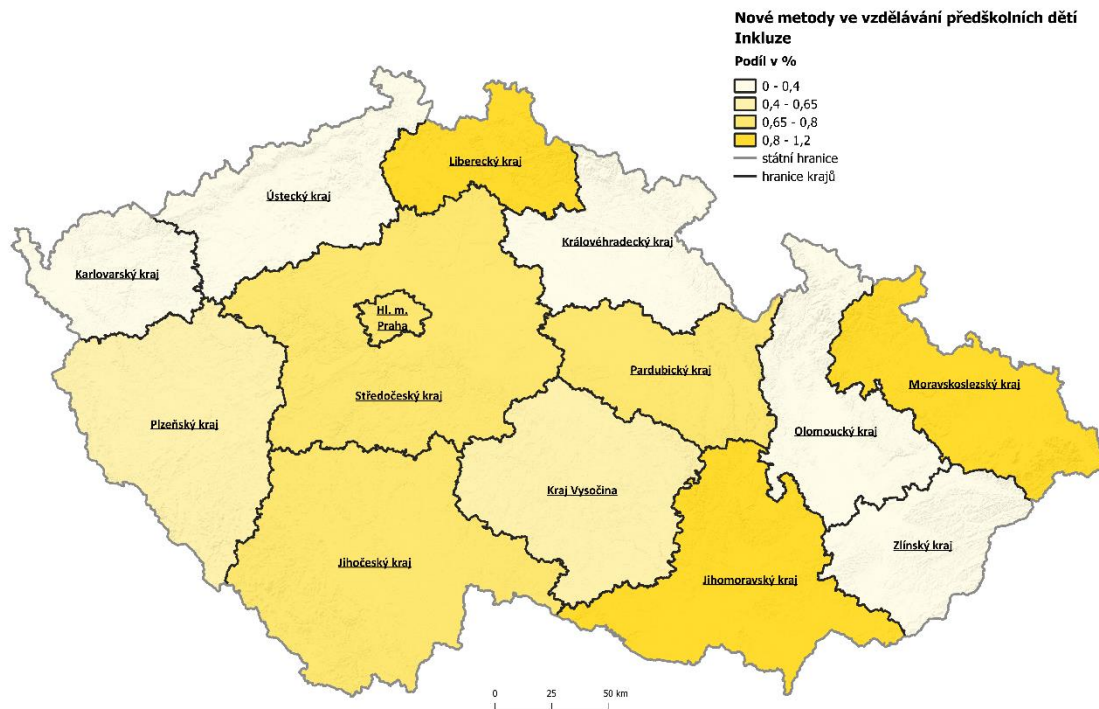 Nové metody ve vzdělávání předškolních dětí
Inkluze
Podíl v %
0 - 0,4
0,4 - 0,65
0,65 - 0,8
0,8 - 1,2
státní hranice
hranice krajů
Liberecký kraj
Ústecký kraj
Královéhradecký kraj
Karlovarský kraj
Hl. m.
Praha
Pardubický kraj
Moravskoslezský kraj
Středočeský kraj
Plzeňský kraj
Olomoucký kraj
Kraj Vysočina
Zlínský kraj
Jihočeský kraj
Jihomoravský kraj
0 25 50 km